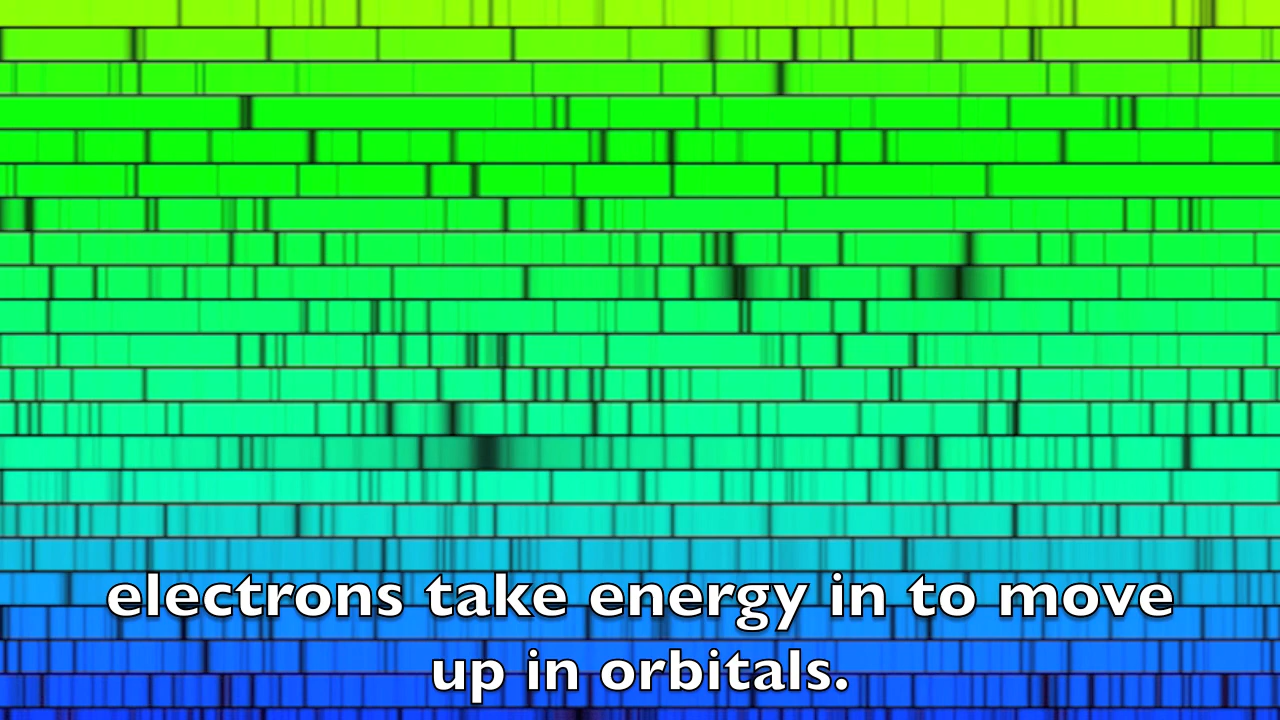 electrons take energy in to move
up in orbitals.